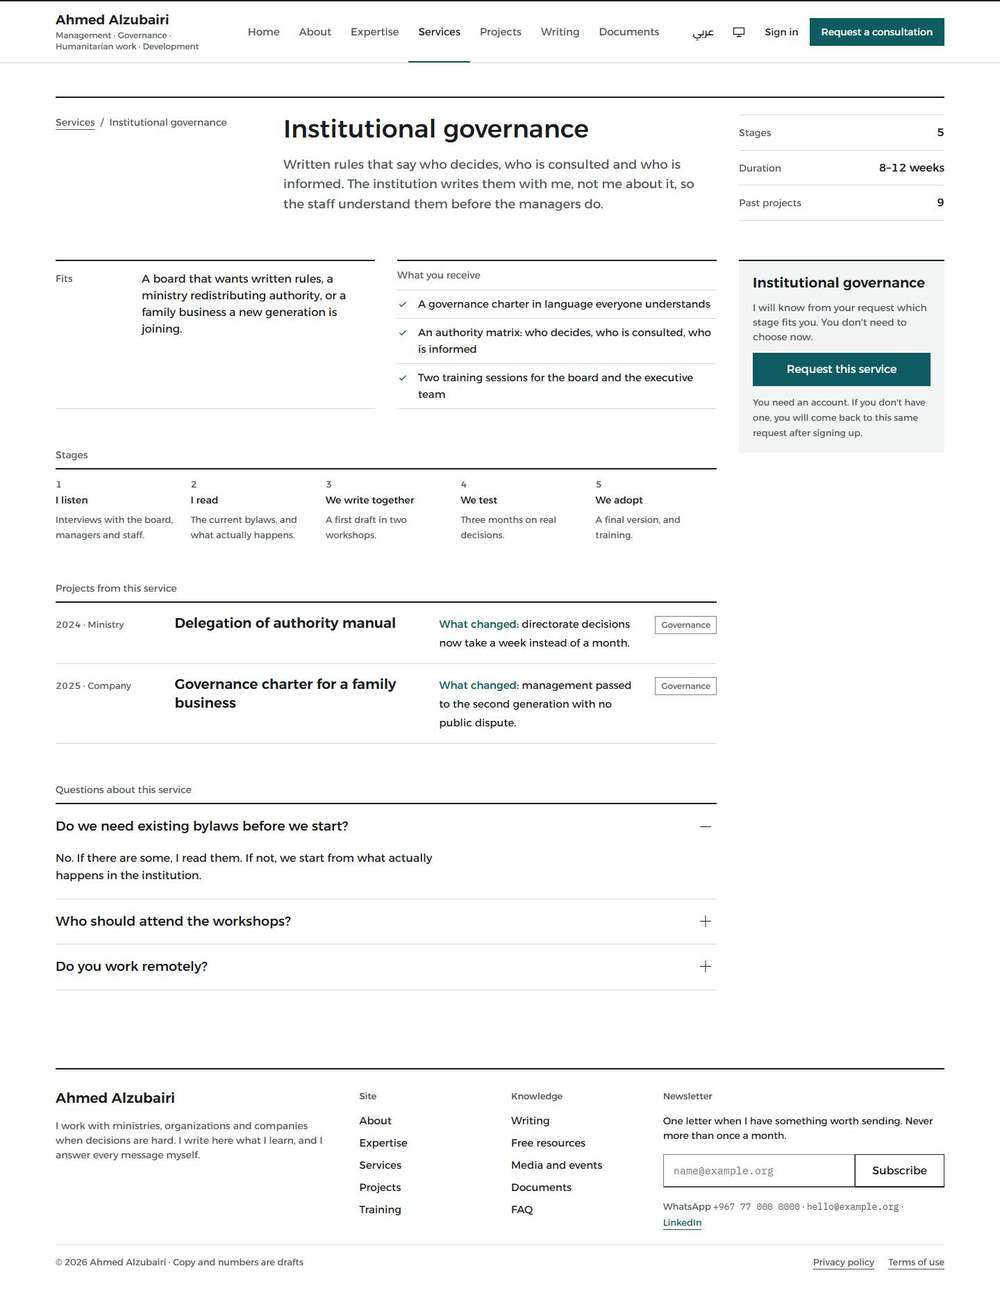 Ahmed Alzubairi
Management · Governance ·
Humanitarian work · Development
Home
About
Expertise
Services
Projects
Writing
Documents
عربي
Sign in
Request a consultation
Services / Institutional governance
Institutional governance
Written rules that say who decides, who is consulted and who is
informed. The institution writes them with me, not me about it, so
the staff understand them before the managers do.
Stages 5
Duration 8–12 weeks
Past projects 9
Fits
A board that wants written rules, a
ministry redistributing authority, or a
family business a new generation is
joining.
What you receive
A governance charter in language everyone understands
An authority matrix: who decides, who is consulted, who
is informed
Two training sessions for the board and the executive
team
Institutional governance
I will know from your request which
stage fits you. You don't need to
choose now.
Request this service
You need an account. If you don't have
one, you will come back to this same
request after signing up.
Stages
1
I listen
Interviews with the board,
managers and staff.
2
I read
The current bylaws, and
what actually happens.
3
We write together
A first draft in two
workshops.
4
We test
Three months on real
decisions.
5
We adopt
A final version, and
training.
Projects from this service
2024 · Ministry
Delegation of authority manual
What changed: directorate decisions
now take a week instead of a month.
Governance
2025 · Company
Governance charter for a family
business
What changed: management passed
to the second generation with no
public dispute.
Governance
Questions about this service
Do we need existing bylaws before we start?
No. If there are some, I read them. If not, we start from what actually
happens in the institution.
Who should attend the workshops?
Do you work remotely?
Ahmed Alzubairi
I work with ministries, organizations and companies
when decisions are hard. I write here what I learn, and I
answer every message myself.
Site
About
Expertise
Services
Projects
Training
Knowledge
Writing
Free resources
Media and events
Documents
FAQ
Newsletter
One letter when I have something worth sending. Never
more than once a month.
name@example.org
Subscribe
WhatsApp +967 77 000 0000 · hello@example.org ·
LinkedIn
© 2026 Ahmed Alzubairi · Copy and numbers are drafts
Privacy policy
Terms of use